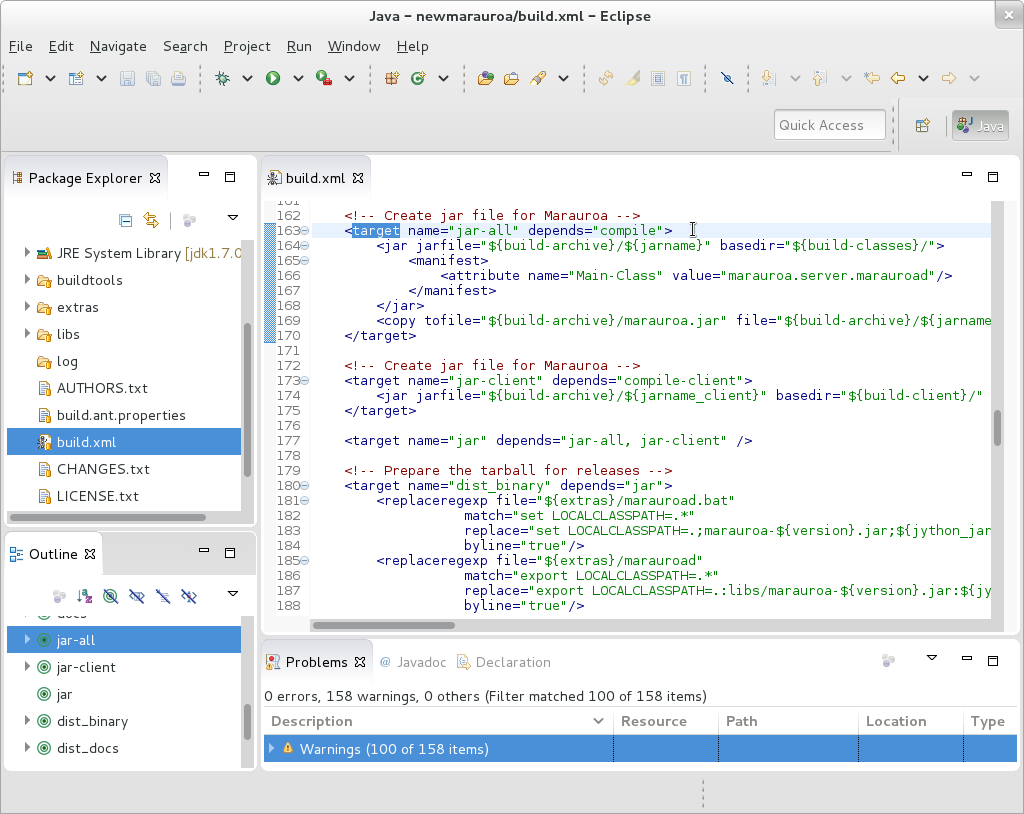 Java – newmarauroa/build.xml – Eclipse
File Edit Navigate Search Project Run Window Help
Quick Access
Java
Package Explorer
JRE System Library [jdk1.7.0
buildtools
extras
libs
log
AUTHORS.txt
build.ant.properties
build.xml
CHANGES.txt
LICENSE.txt
Outline
docs
jar-all
jar-client
jar
dist_binary
dist_docs
build.xml
161
162 <!-- Create jar file for Marauroa -->
163 <target name="jar-all" depends="compile">
164 <jar jarfile="${build-archive}/${jarname}" basedir="${build-classes}/">
165 <manifest>
166 <attribute name="Main-Class" value="marauroa.server.marauroad"/>
167 </manifest>
168 </jar>
169 <copy tofile="${build-archive}/marauroa.jar" file="${build-archive}/${jarname
170 </target>
171
172 <!-- Create jar file for Marauroa -->
173 <target name="jar-client" depends="compile-client">
174 <jar jarfile="${build-archive}/${jarname_client}" basedir="${build-client}/"
175 </target>
176
177 <target name="jar" depends="jar-all, jar-client" />
178
179 <!-- Prepare the tarball for releases -->
180 <target name="dist_binary" depends="jar">
181 <replaceregexp file="${extras}/marauroad.bat"
182 match="set LOCALCLASSPATH=.*"
183 replace="set LOCALCLASSPATH=.;marauroa-${version}.jar;${jython_jar
184 byline="true"/>
185 <replaceregexp file="${extras}/marauroad"
186 match="export LOCALCLASSPATH=.*"
187 replace="export LOCALCLASSPATH=.:libs/marauroa-${version}.jar:${jy
188 byline="true"/>
Problems @ Javadoc Declaration
0 errors, 158 warnings, 0 others (Filter matched 100 of 158 items)
Description Resource Path Location Type
Warnings (100 of 158 items)